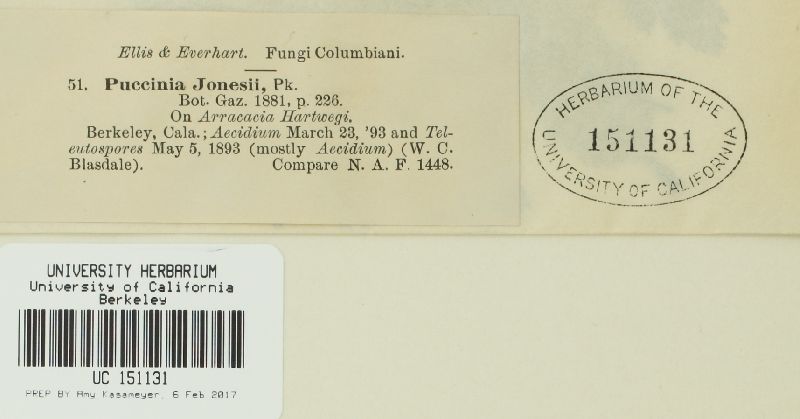 Ellis & Everhart. Fungi Columbiani.
51. Puccinia Jonesii, Pk.
Bot. Gaz. 1881, p. 226.
On Arracacia Hartwegi.
Berkeley, Cala.; Aecidium March 23, '93 and Tel-
eutospores May 5, 1893 (mostly Aecidium) (W. C.
Blasdale). Compare N. A. F. 1448.
HERBARIUM OF THE
151131
UNIVERSITY OF CALIFORNIA
UNIVERSITY HERBARIUM
University of California
Berkeley
UC 151131
PREP BY Amy Kasameyer, 6 Feb 2017